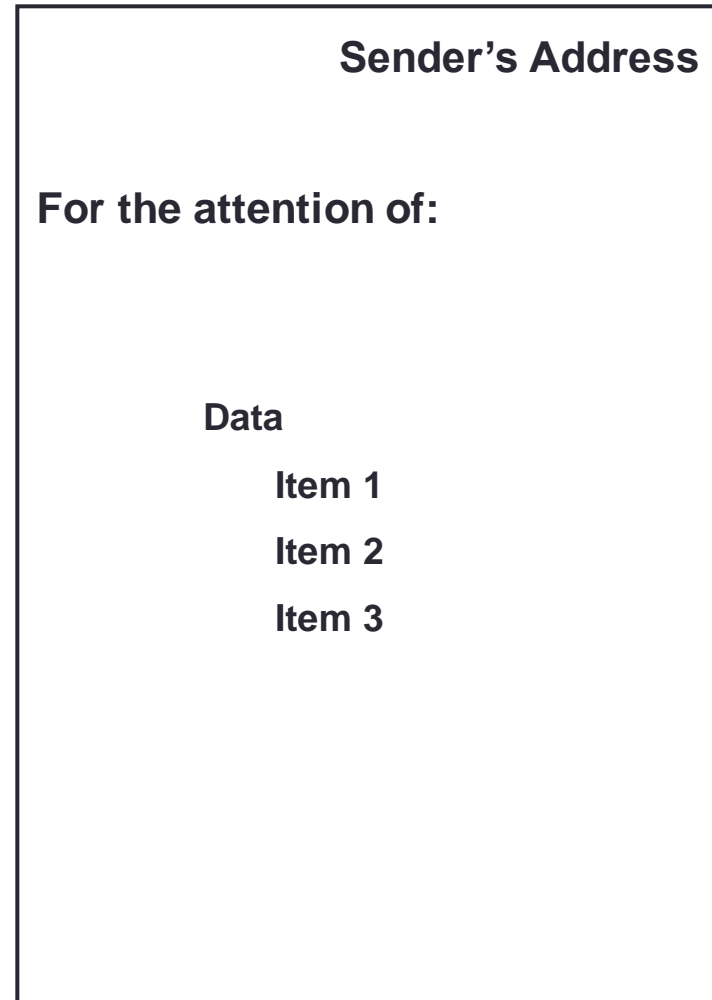 Sender’s Address
For the attention of:
Data
Item 1
Item 2
Item 3